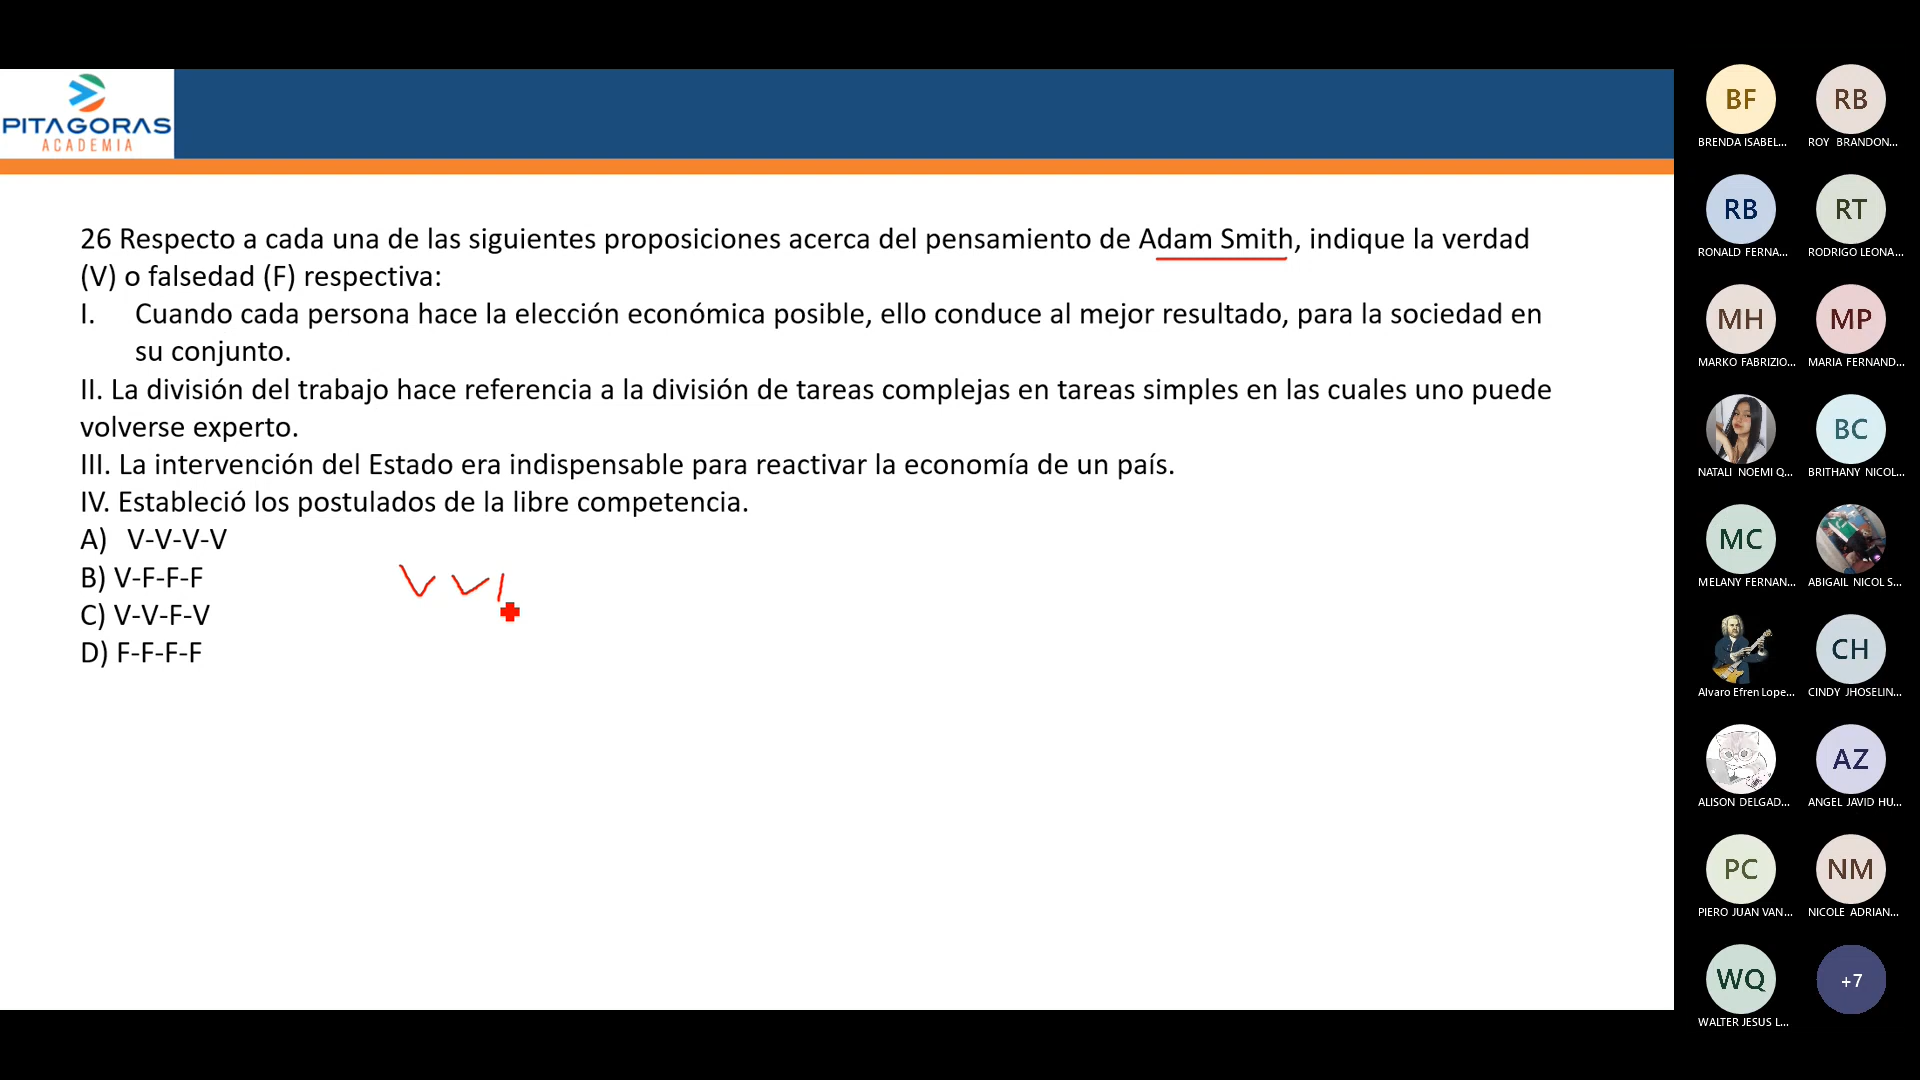 PITAGORAS
ACADEMIA
26 Respecto a cada una de las siguientes proposiciones acerca del pensamiento de Adam Smith, indique la verdad
(V) o falsedad (F) respectiva:
I. Cuando cada persona hace la elección económica posible, ello conduce al mejor resultado, para la sociedad en
su conjunto.
II. La división del trabajo hace referencia a la división de tareas complejas en tareas simples en las cuales uno puede
volverse experto.
III. La intervención del Estado era indispensable para reactivar la economía de un país.
IV. Estableció los postulados de la libre competencia.
A) V-V-V-V
B) V-F-F-F
C) V-V-F-V
D) F-F-F-F
V V
BF RB
BRENDA ISABEL... ROY BRANDON...
RB RT
RONALD FERNA... RODRIGO LEONA...
MH MP
MARKO FABRIZIO... MARIA FERNAND...
BC
NATALI NOEMI Q... BRITHANY NICOL...
MC
MELANY FERNAN... ABIGAIL NICOL S...
CH
Alvaro Efren Lope... CINDY JHOSELIN...
AZ
ALISON DELGAD... ANGEL JAVID HU...
PC NM
PIERO JUAN VAN... NICOLE ADRIAN...
WQ +7
WALTER JESUS L...